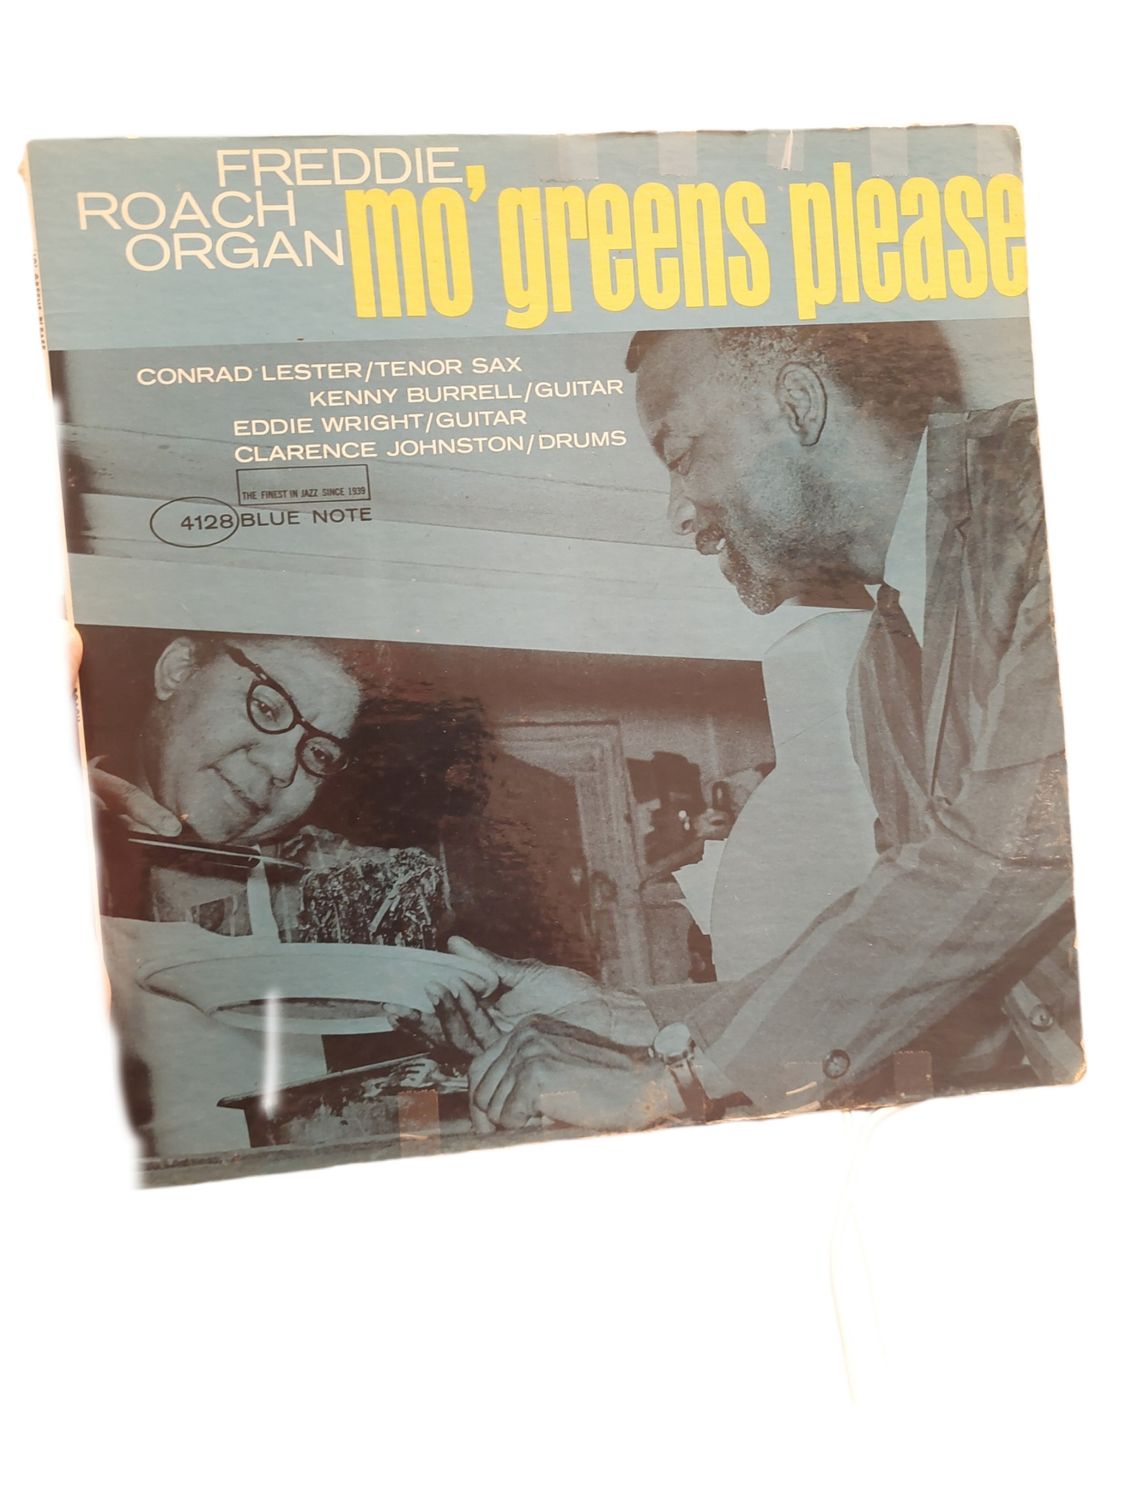 FREDDIE
ROACH
ORGAN
mo' greens please
CONRAD LESTER/TENOR SAX
KENNY BURRELL/GUITAR
EDDIE WRIGHT/GUITAR
CLARENCE JOHNSTON/DRUMS
THE FINEST IN JAZZ SINCE 1939
4128 BLUE NOTE